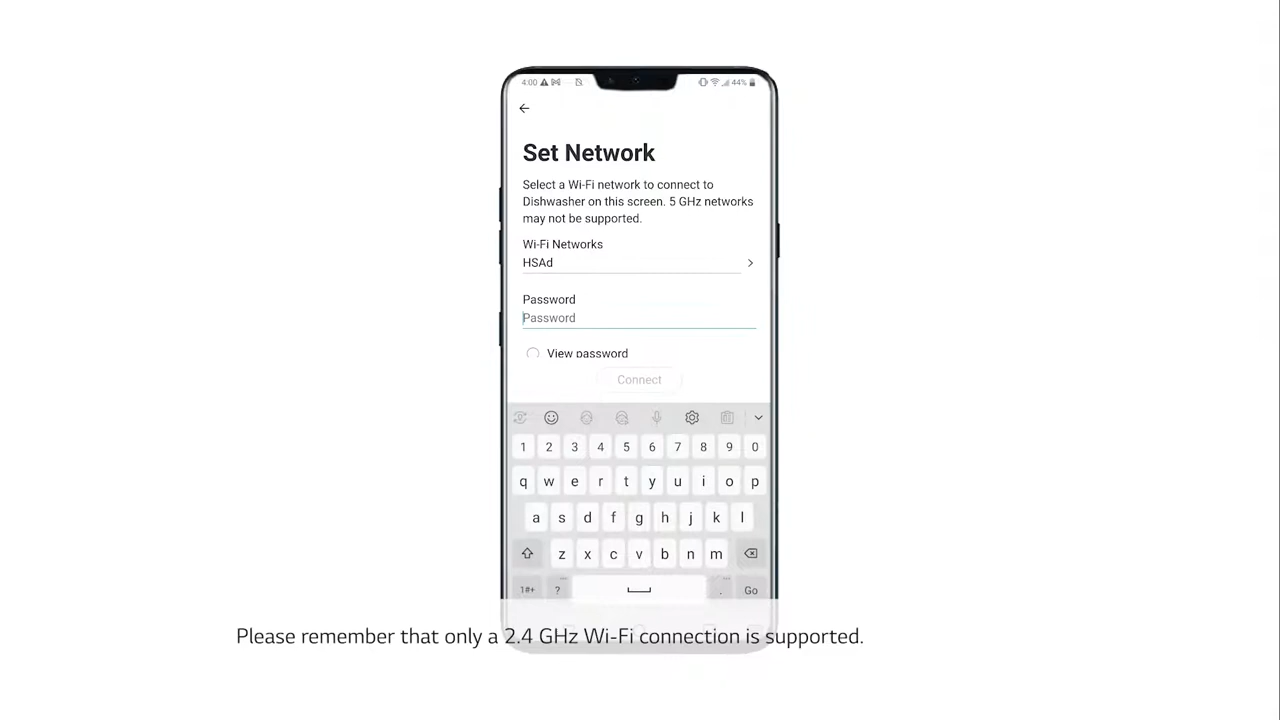 4:00 44%
Set Network
Select a Wi-Fi network to connect to
Dishwasher on this screen. 5 GHz networks
may not be supported.
Wi-Fi Networks
HSAd
Password
Password
View password
Connect
1 2 3 4 5 6 7 8 9 0
q w e r t y u i o p
a s d f g h j k l
z x c v b n m
1#+ ? . Go
Please remember that only a 2.4 GHz Wi-Fi connection is supported.